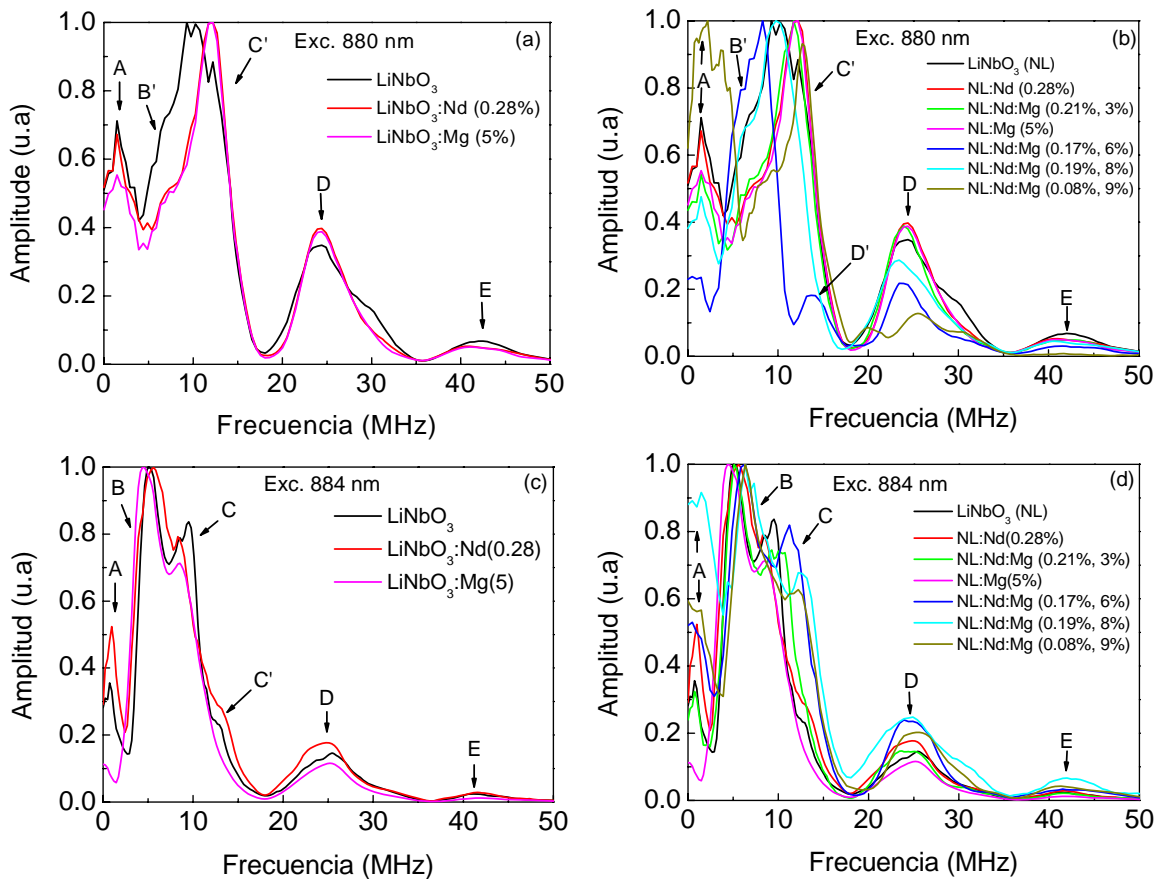 Exc. 880 nm
(a)
LiNbO3
LiNbO3:Nd (0.28%)
LiNbO3:Mg (5%)
A
B'
C'
D
E
1.0
0.8
0.6
0.4
0.2
0.0
0 10 20 30 40 50
Amplitude (u.a)
Frecuencia (MHz)
Exc. 880 nm
(b)
LiNbO3 (NL)
NL:Nd (0.28%)
NL:Nd:Mg (0.21%, 3%)
NL:Mg (5%)
NL:Nd:Mg (0.17%, 6%)
NL:Nd:Mg (0.19%, 8%)
NL:Nd:Mg (0.08%, 9%)
A
B'
C'
D
D'
E
1.0
0.8
0.6
0.4
0.2
0.0
0 10 20 30 40 50
Amplitud (u.a)
Frecuencia (MHz)
Exc. 884 nm
(c)
LiNbO3
LiNbO3:Nd(0.28)
LiNbO3:Mg(5)
A
B
C
C'
D
E
1.0
0.8
0.6
0.4
0.2
0.0
0 10 20 30 40 50
Amplitud (u.a)
Frecuencia (MHz)
Exc. 884 nm
(d)
LiNbO3 (NL)
NL:Nd(0.28%)
NL:Nd:Mg (0.21%, 3%)
NL:Mg(5%)
NL:Nd:Mg (0.17%, 6%)
NL:Nd:Mg (0.19%, 8%)
NL:Nd:Mg (0.08%, 9%)
A
B
C
D
E
1.0
0.8
0.6
0.4
0.2
0.0
0 10 20 30 40 50
Amplitud (u.a)
Frecuencia (MHz)